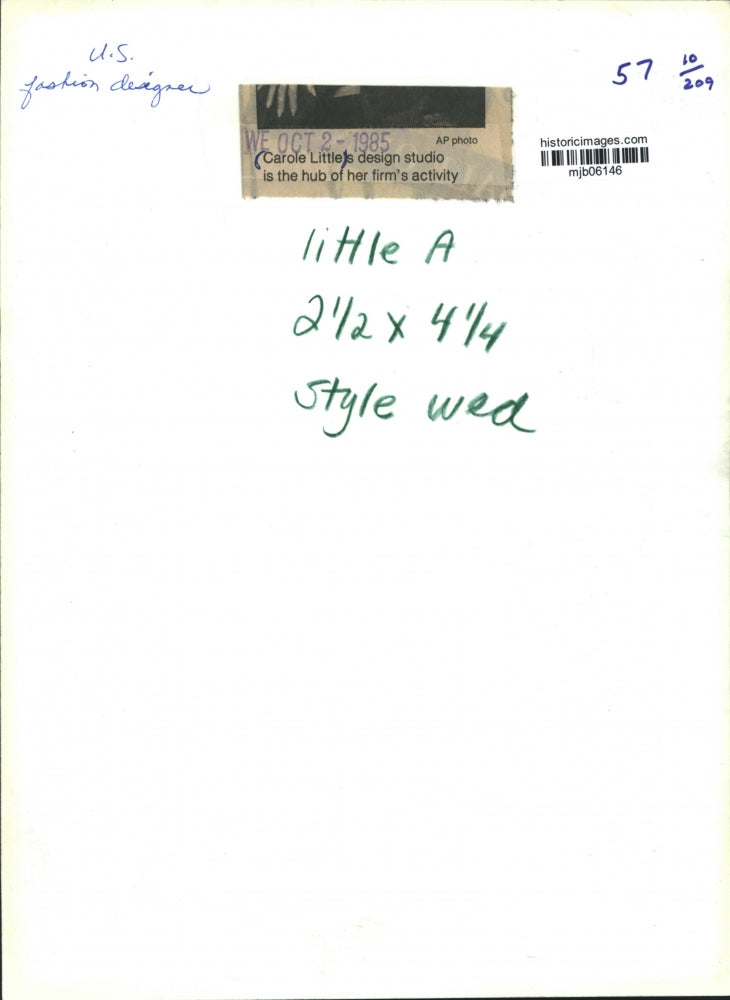 U.S.
fashion designer
57 10/209
WE OCT 2 - 1985
AP photo
(Carole Little)'s design studio
is the hub of her firm's activity
historicimages.com
mjb06146
little A
2 1/2 x 4 1/4
Style wed